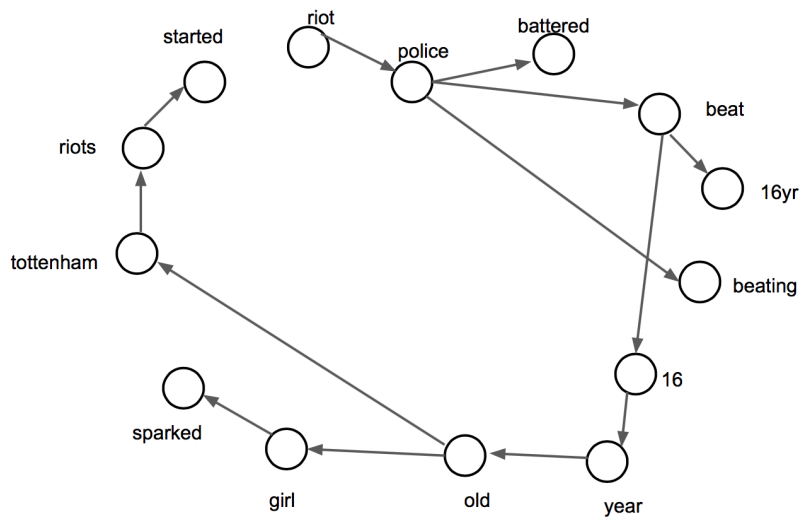 riot
started
battered
police
beat
riots
16yr
tottenham
beating
16
sparked
girl
old
year